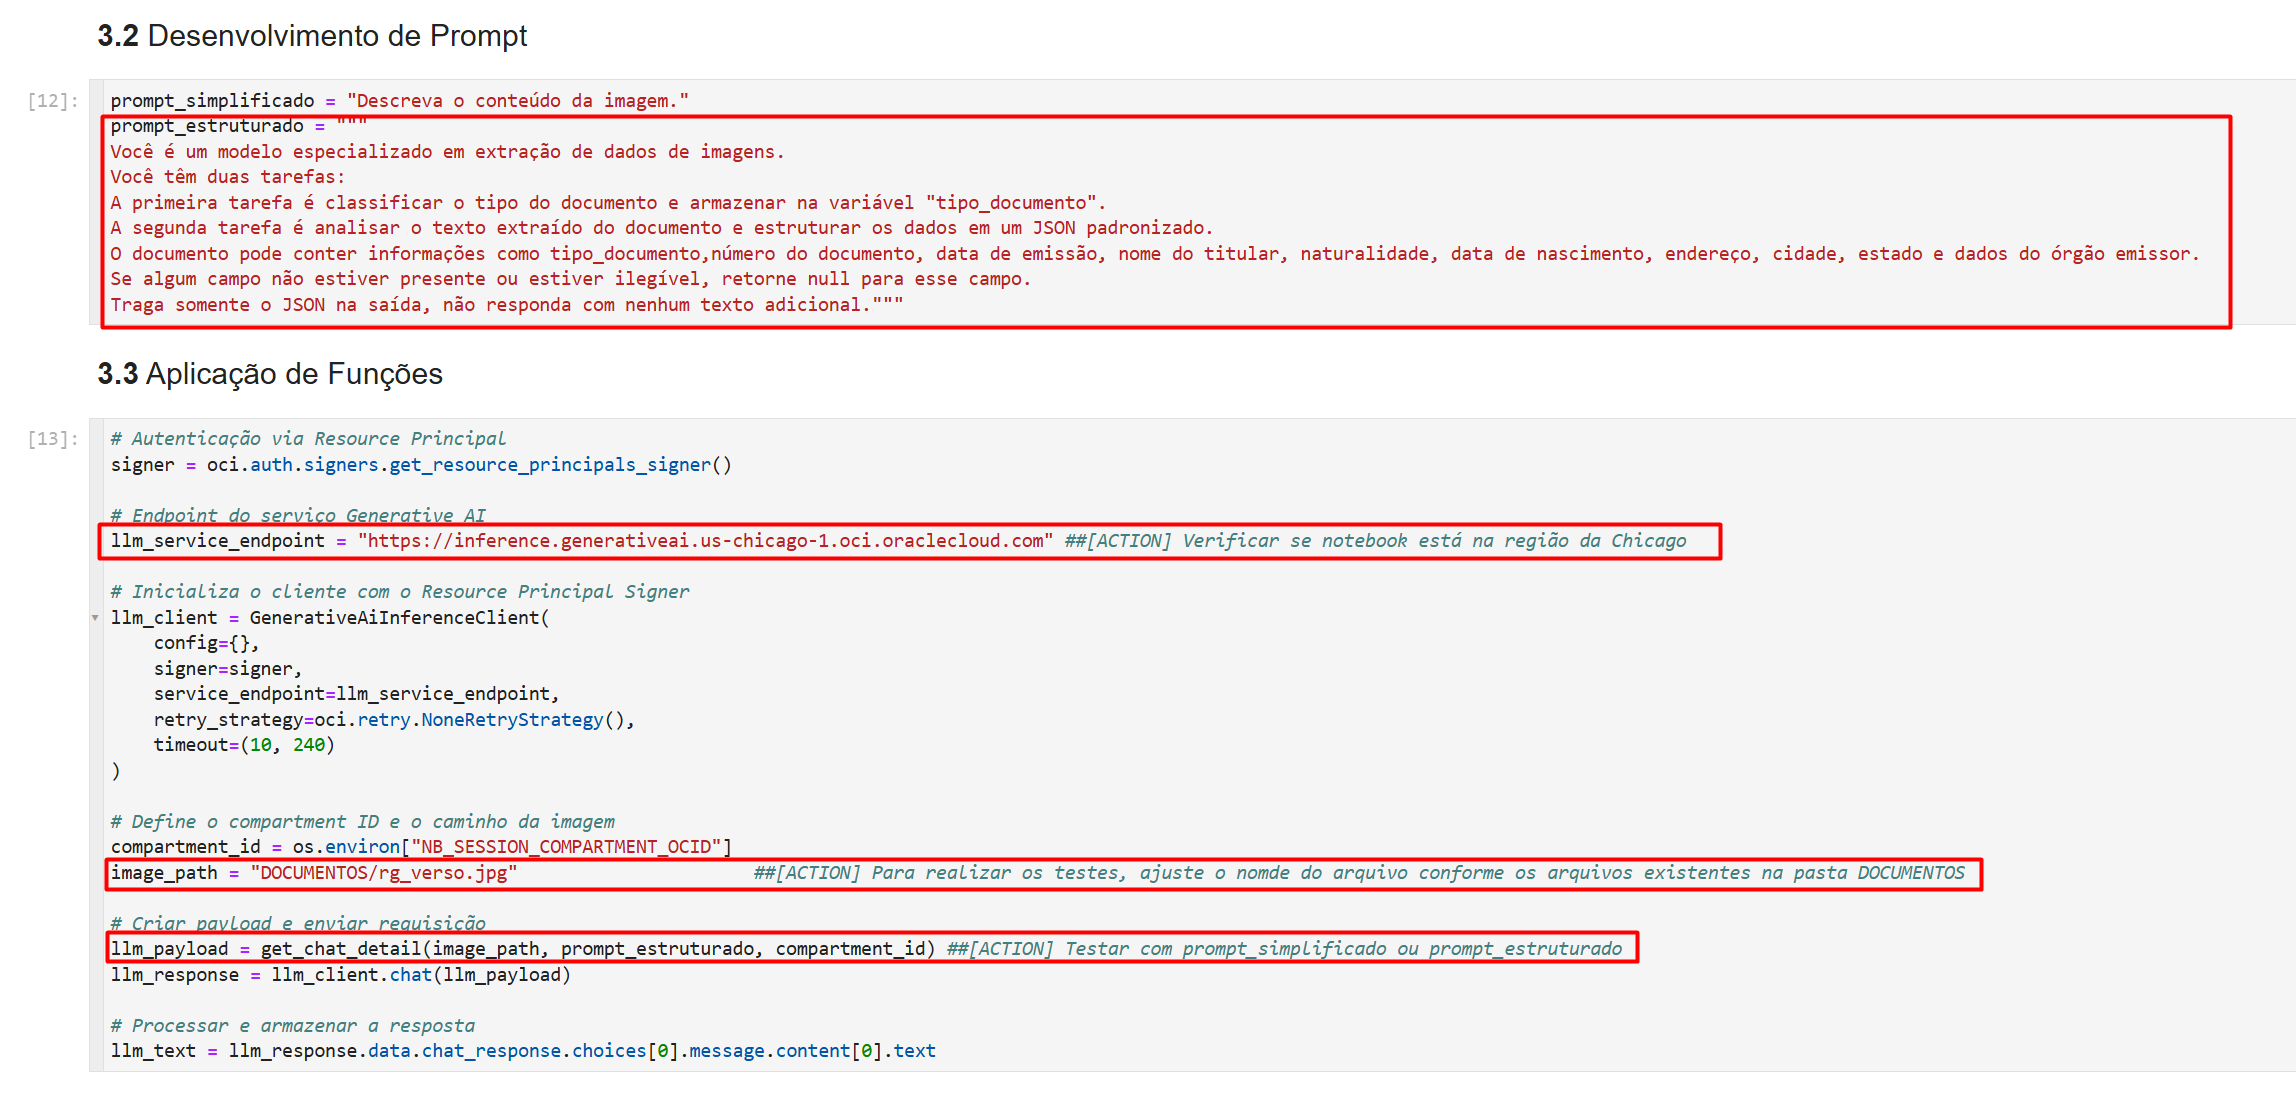 3.2 Desenvolvimento de Prompt
[12]:
prompt_simplificado = "Descreva o conteúdo da imagem."
prompt_estruturado = """
Você é um modelo especializado em extração de dados de imagens.
Você têm duas tarefas:
A primeira tarefa é classificar o tipo do documento e armazenar na variável "tipo_documento".
A segunda tarefa é analisar o texto extraído do documento e estruturar os dados em um JSON padronizado.
O documento pode conter informações como tipo_documento,número do documento, data de emissão, nome do titular, naturalidade, data de nascimento, endereço, cidade, estado e dados do órgão emissor.
Se algum campo não estiver presente ou estiver ilegível, retorne null para esse campo.
Traga somente o JSON na saída, não responda com nenhum texto adicional."""
3.3 Aplicação de Funções
[13]:
# Autenticação via Resource Principal
signer = oci.auth.signers.get_resource_principals_signer()
# Endpoint do serviço Generative AI
llm_service_endpoint = "https://inference.generativeai.us-chicago-1.oci.oraclecloud.com" ##[ACTION] Verificar se notebook está na região da Chicago
# Inicializa o cliente com o Resource Principal Signer
llm_client = GenerativeAiInferenceClient(
    config={},
    signer=signer,
    service_endpoint=llm_service_endpoint,
    retry_strategy=oci.retry.NoneRetryStrategy(),
    timeout=(10, 240)
)
# Define o compartment ID e o caminho da imagem
compartment_id = os.environ["NB_SESSION_COMPARTMENT_OCID"]
image_path = "DOCUMENTOS/rg_verso.jpg" ##[ACTION] Para realizar os testes, ajuste o nomde do arquivo conforme os arquivos existentes na pasta DOCUMENTOS
# Criar payload e enviar requisição
llm_payload = get_chat_detail(image_path, prompt_estruturado, compartment_id) ##[ACTION] Testar com prompt_simplificado ou prompt_estruturado
llm_response = llm_client.chat(llm_payload)
# Processar e armazenar a resposta
llm_text = llm_response.data.chat_response.choices[0].message.content[0].text